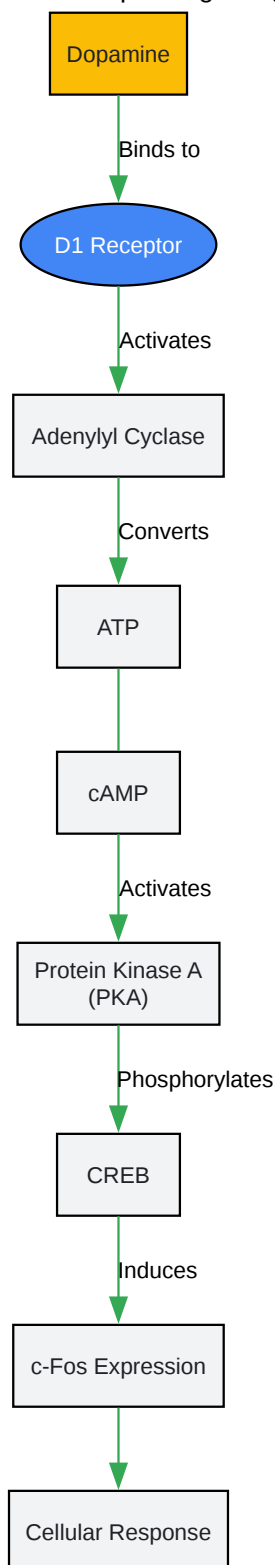 Dopamine
Binds to
D1 Receptor
Activates
Adenylyl Cyclase
Converts
ATP
cAMP
Activates
Protein Kinase A
(PKA)
Phosphorylates
CREB
Induces
c-Fos Expression
Cellular Response